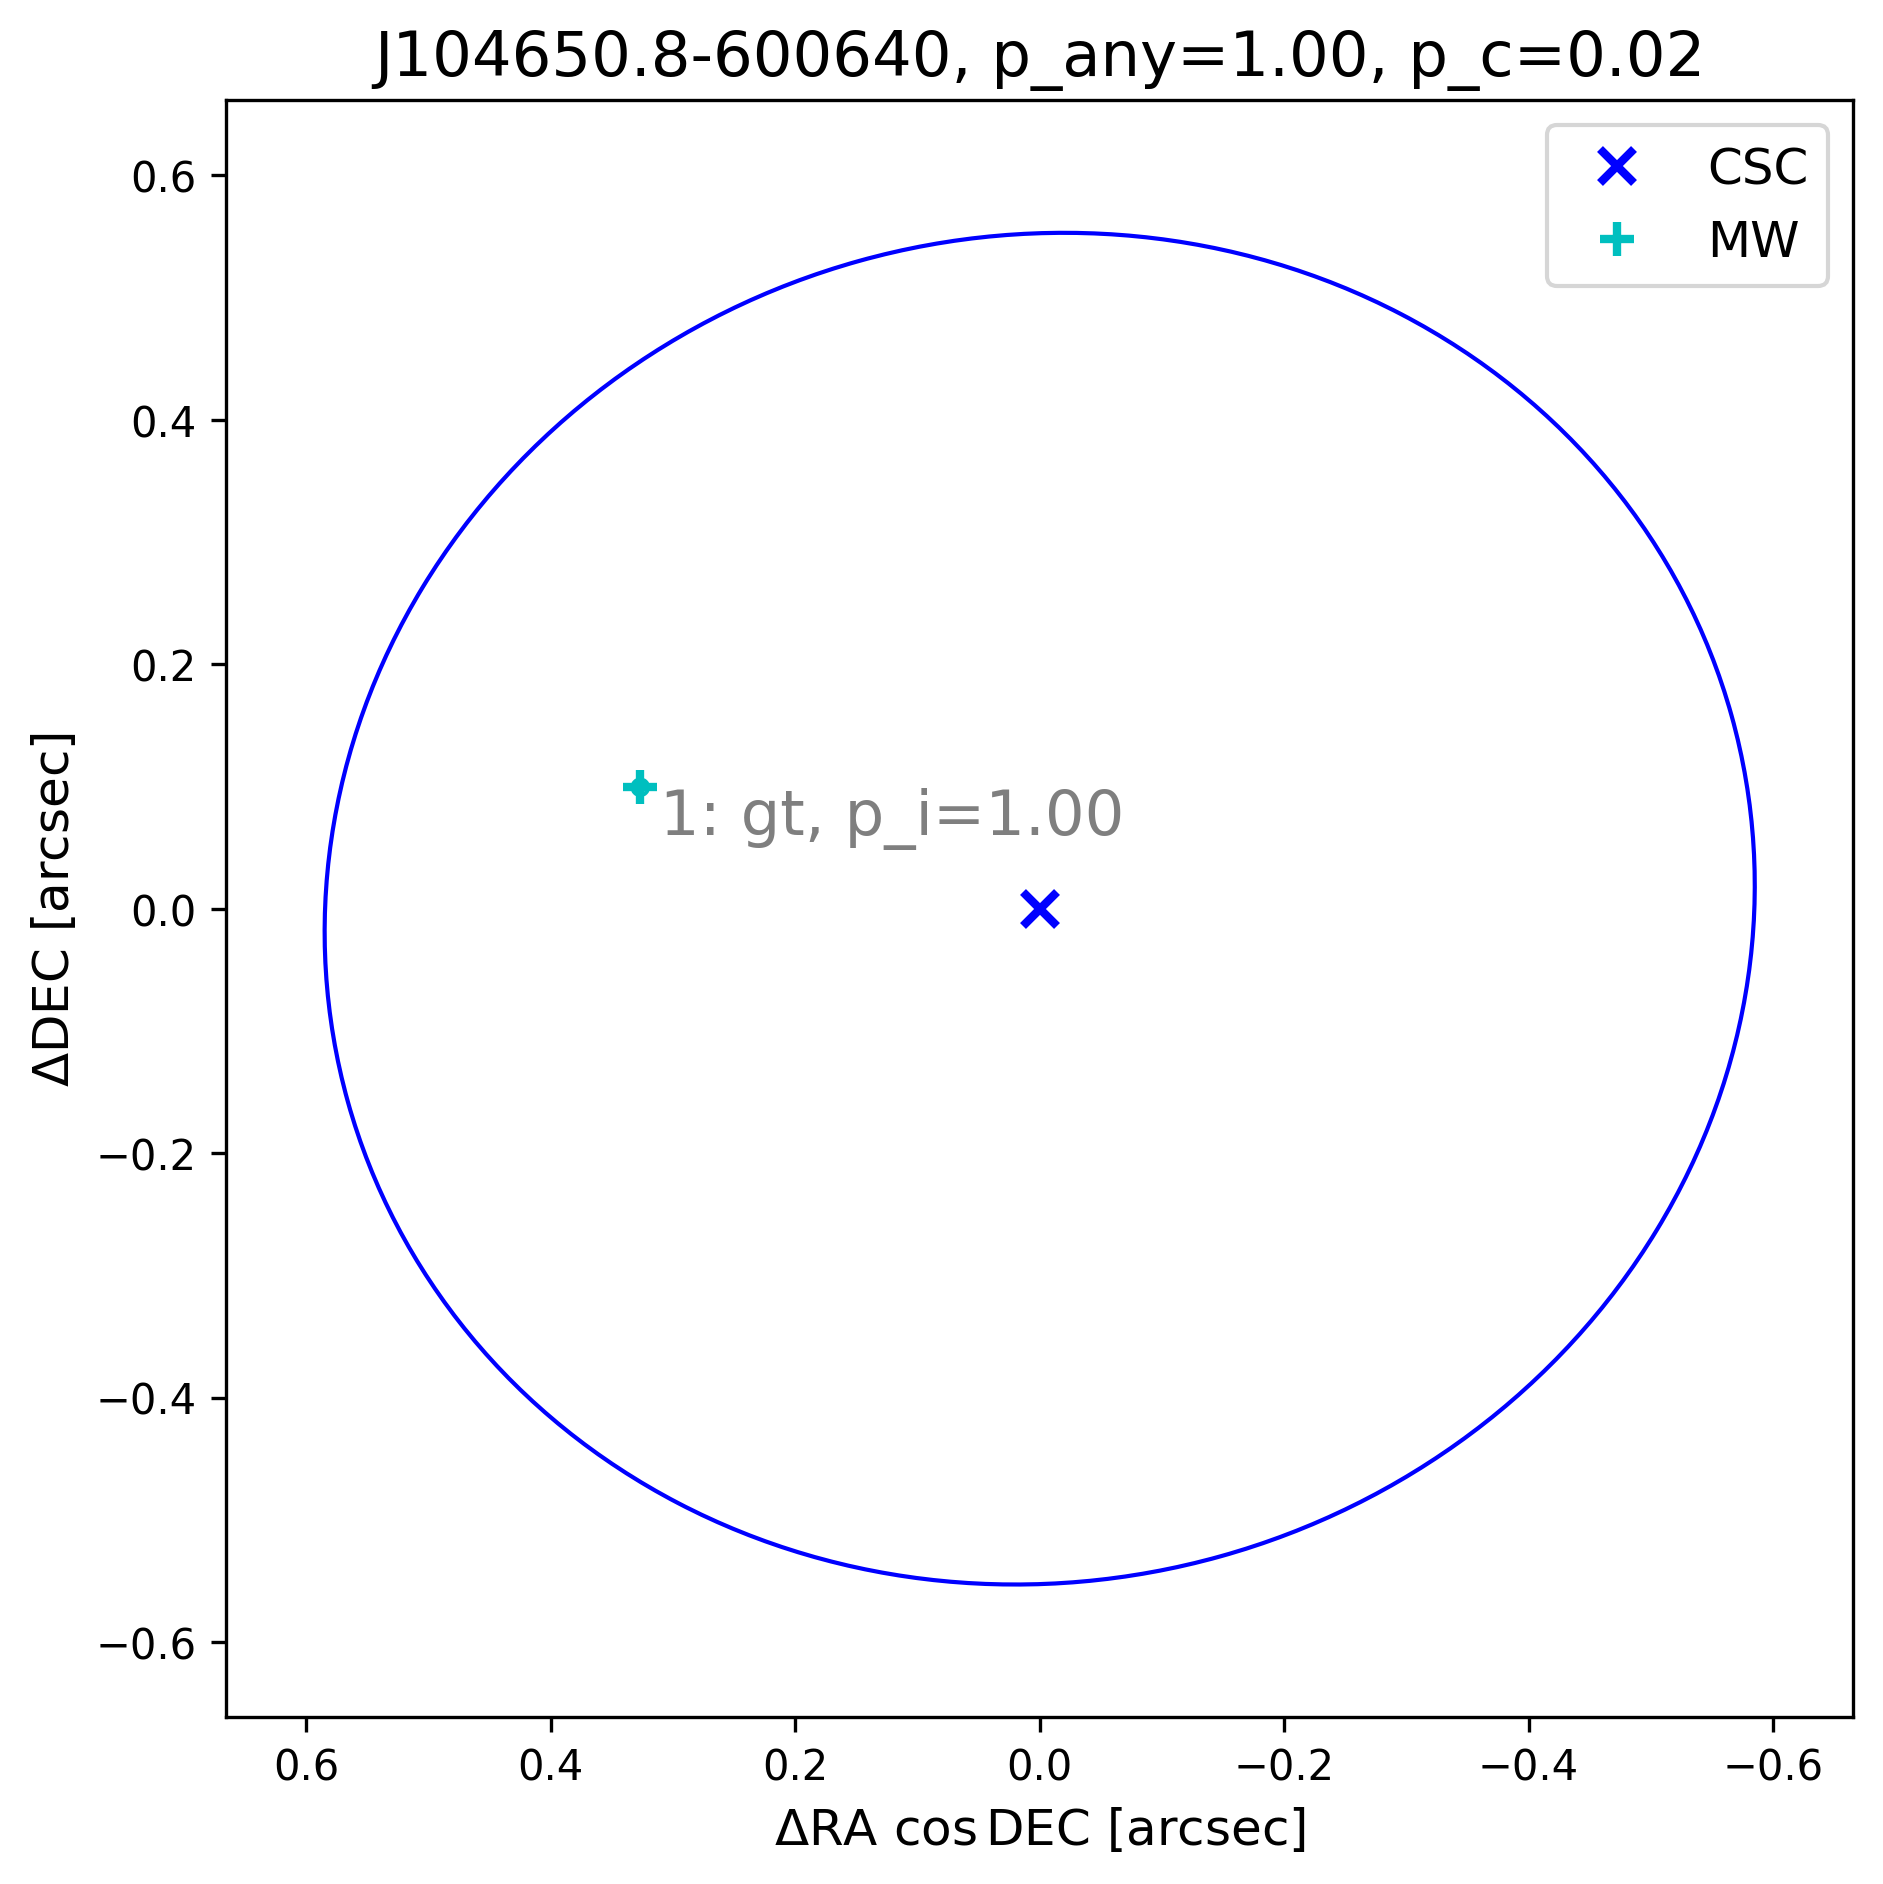 J104650.8-600640, p_any=1.00, p_c=0.02
CSC
MW
0.6
0.4
0.2
0.0
−0.2
−0.4
−0.6
ΔDEC [arcsec]
1: gt, p_i=1.00
0.6 0.4 0.2 0.0 −0.2 −0.4 −0.6
ΔRA cos DEC [arcsec]